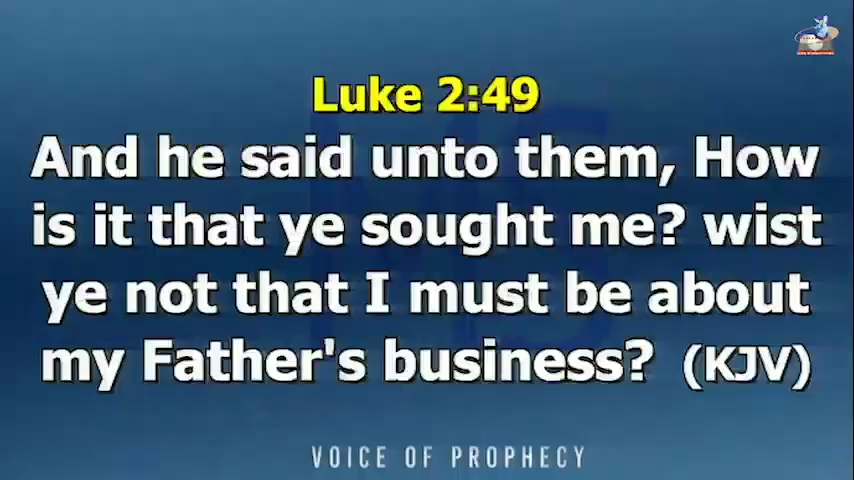 Luke 2:49
And he said unto them, How
is it that ye sought me? wist
ye not that I must be about
my Father's business? (KJV)
VOICE OF PROPHECY